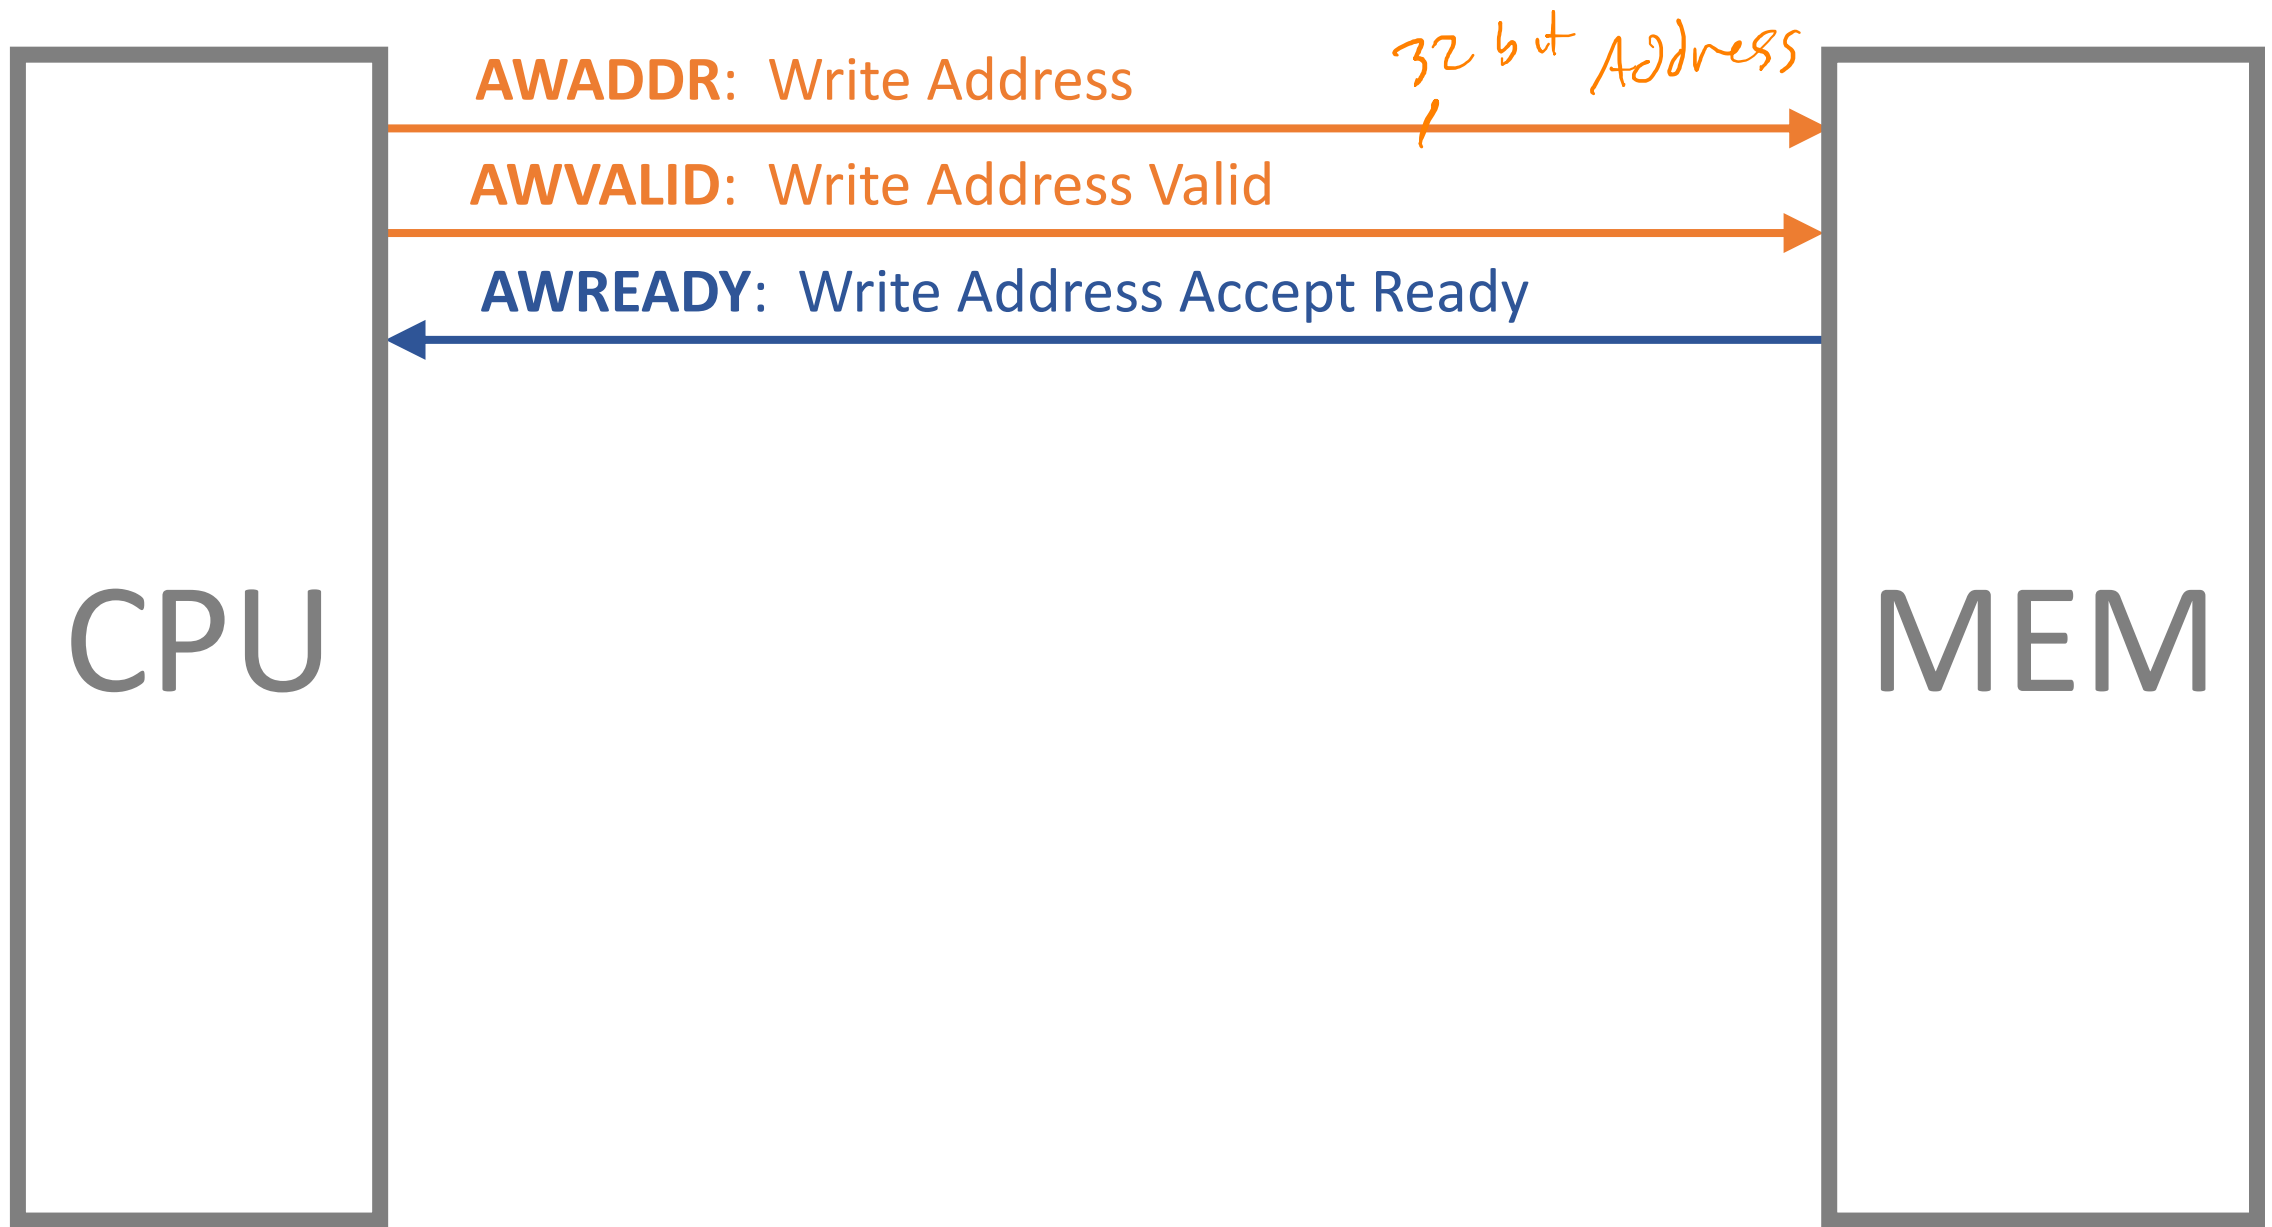 32 bit Address
AWADDR: Write Address
AWVALID: Write Address Valid
AWREADY: Write Address Accept Ready
CPU
MEM